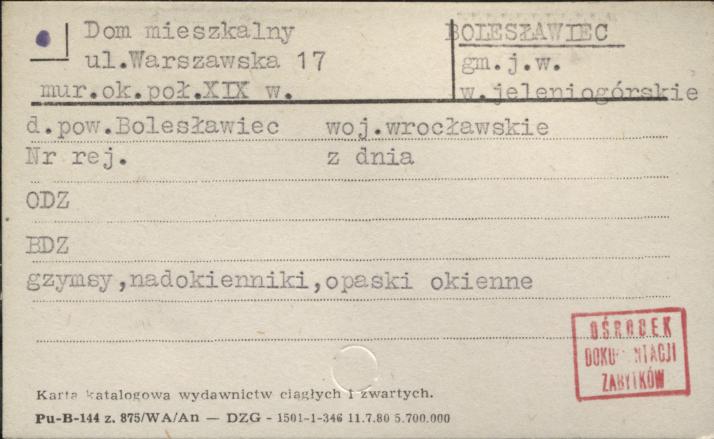 Dom mieszkalny
ul.Warszawska 17
mur.ok.poł.XIX w.
BOLESŁAWIEC
gm.j.w.
w.jeleniogórskie
d.pow.Bolesławiec woj.wrocławskie
Nr rej. z dnia
ODZ
BDZ
gzymsy,nadokienniki,opaski okienne
OŚRODEK
DOKUMENTACJI
ZABYTKÓW
Karta katalogowa wydawnictw ciągłych i zwartych.
Pu-B-144 z. 875/WA/An — DZG - 1501-1-346 11.7.80 5.700.000